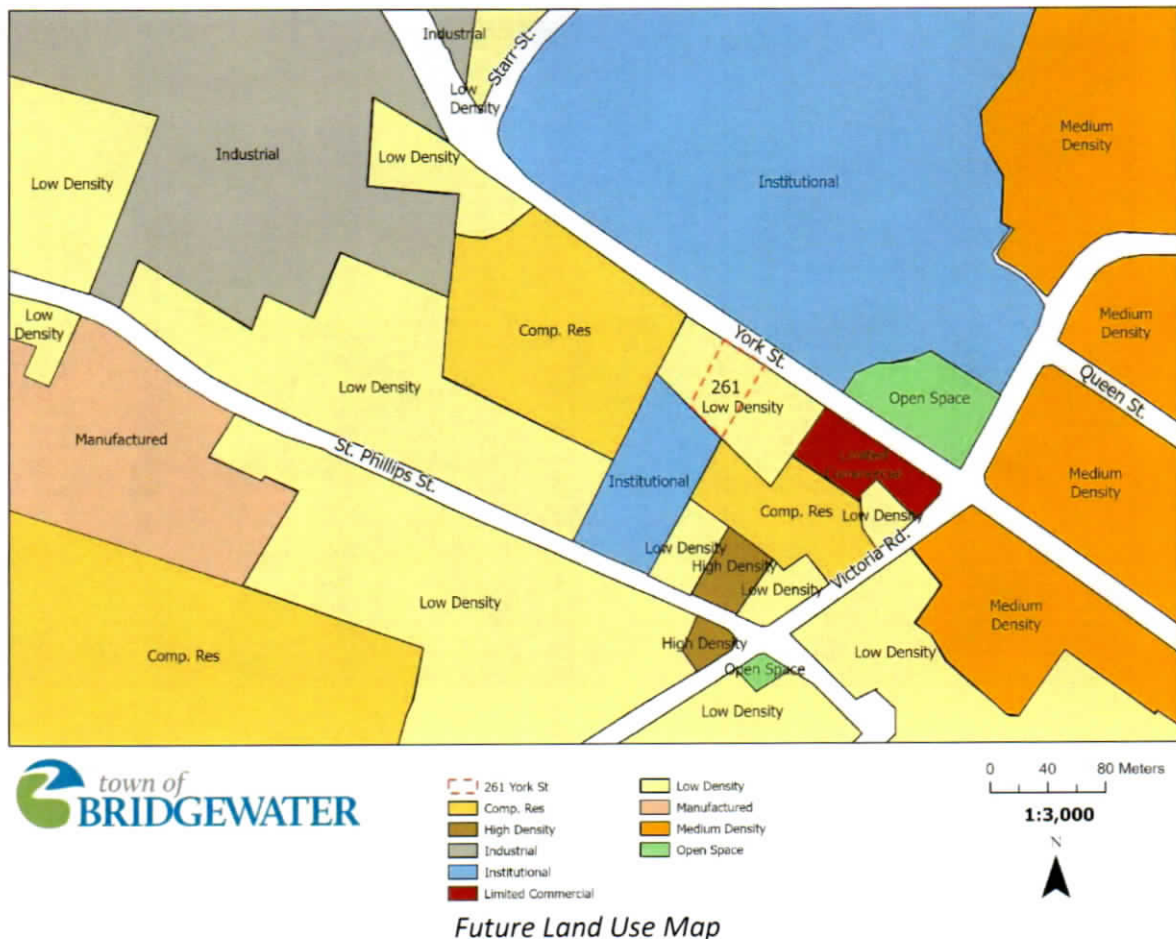 Industrial
Starr St.
Low
Density
Medium
Density
Industrial
Low Density
Low Density
Institutional
Low
Density
Comp. Res
York St.
Medium
Density
Low Density
261
Low Density
Open Space
Queen St.
Manufactured
St. Phillips St.
Institutional
Limited
Commercial
Medium
Density
Comp. Res
Low Density
Low Density
High Density
Victoria Rd.
Low Density
Low Density
Medium
Density
High Density
Comp. Res
Open Space
Low Density
Low Density
town of
BRIDGEWATER
261 York St
Comp. Res
High Density
Industrial
Institutional
Limited Commercial
Low Density
Manufactured
Medium Density
Open Space
0 40 80 Meters
1:3,000
N
Future Land Use Map